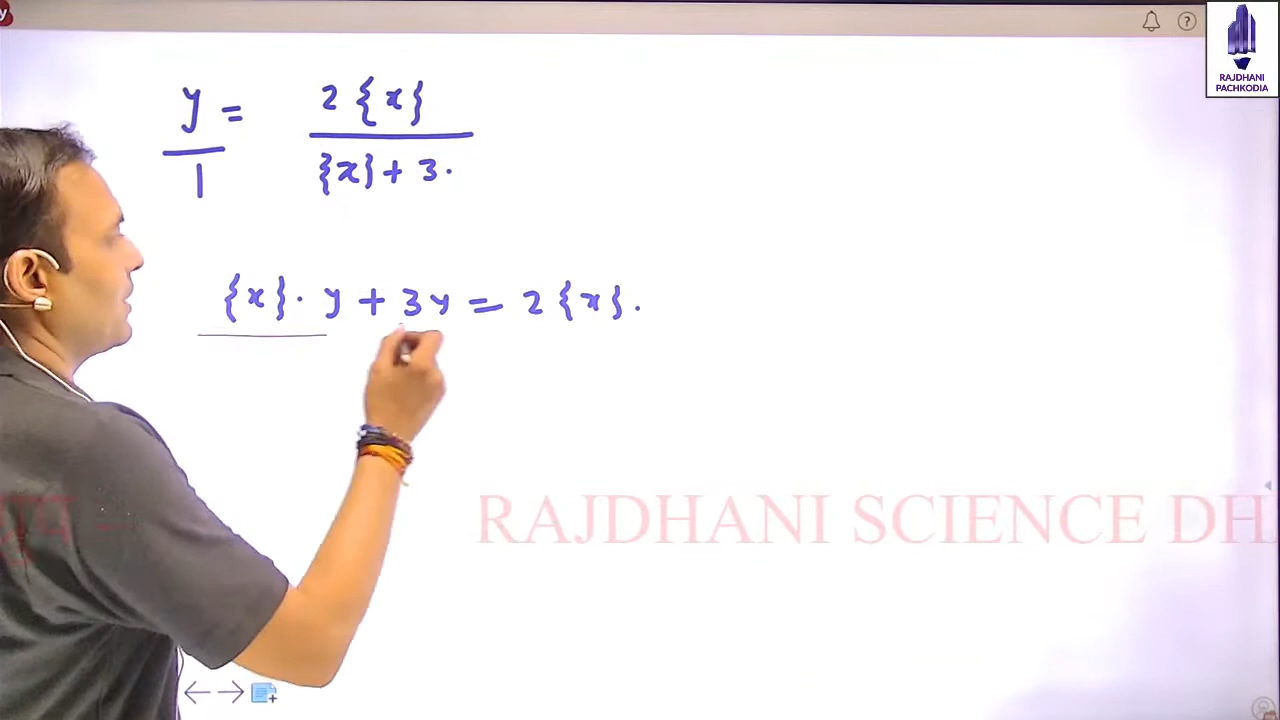 y = 2{x}
1 {x} + 3.
{x}. y + 3y = 2{x}.
RAJDHANI SCIENCE DH
RAJDHANI
PACHKODIA
?